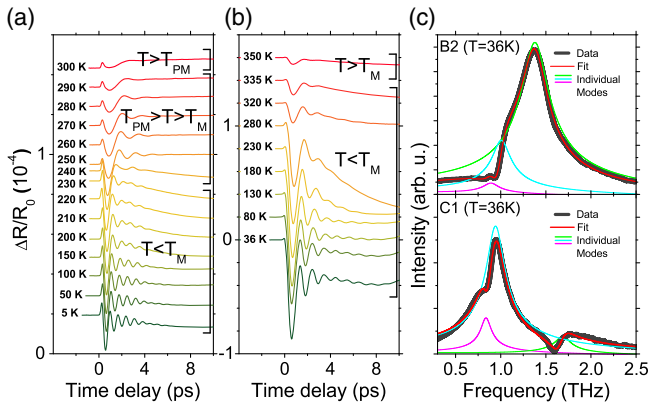 (a)
T>T_PM
300 K
290 K
280 K
270 K
T_PM>T>T_M
260 K
250 K
240 K
230 K
220 K
210 K
200 K
T<T_M
150 K
100 K
50 K
5 K
1
0
ΔR/R_0 (10^-4)
0
4
8
Time delay (ps)
(b)
350 K
T>T_M
335 K
320 K
280 K
230 K
T<T_M
180 K
130 K
80 K
36 K
1
0
-1
0
4
8
Time delay (ps)
(c)
B2 (T=36K)
Data
Fit
Individual
Modes
C1 (T=36K)
Data
Fit
Individual
Modes
Intensity (arb. u.)
0.5
1.0
1.5
2.0
2.5
Frequency (THz)